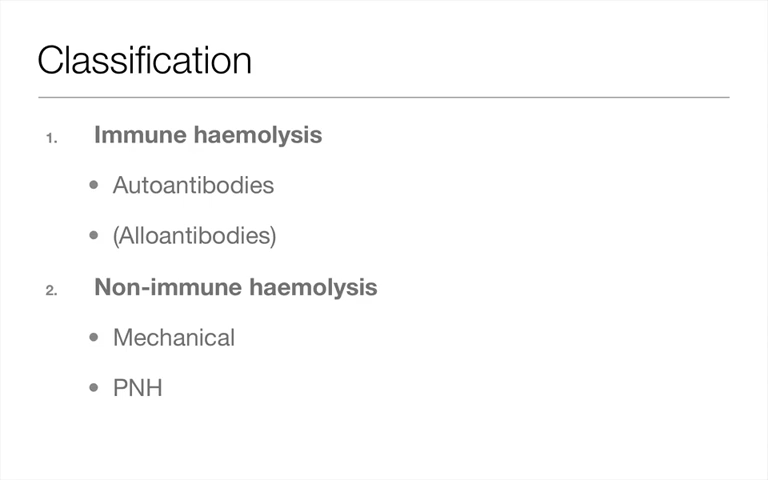 Classification
1. Immune haemolysis
• Autoantibodies
• (Alloantibodies)
2. Non-immune haemolysis
• Mechanical
• PNH